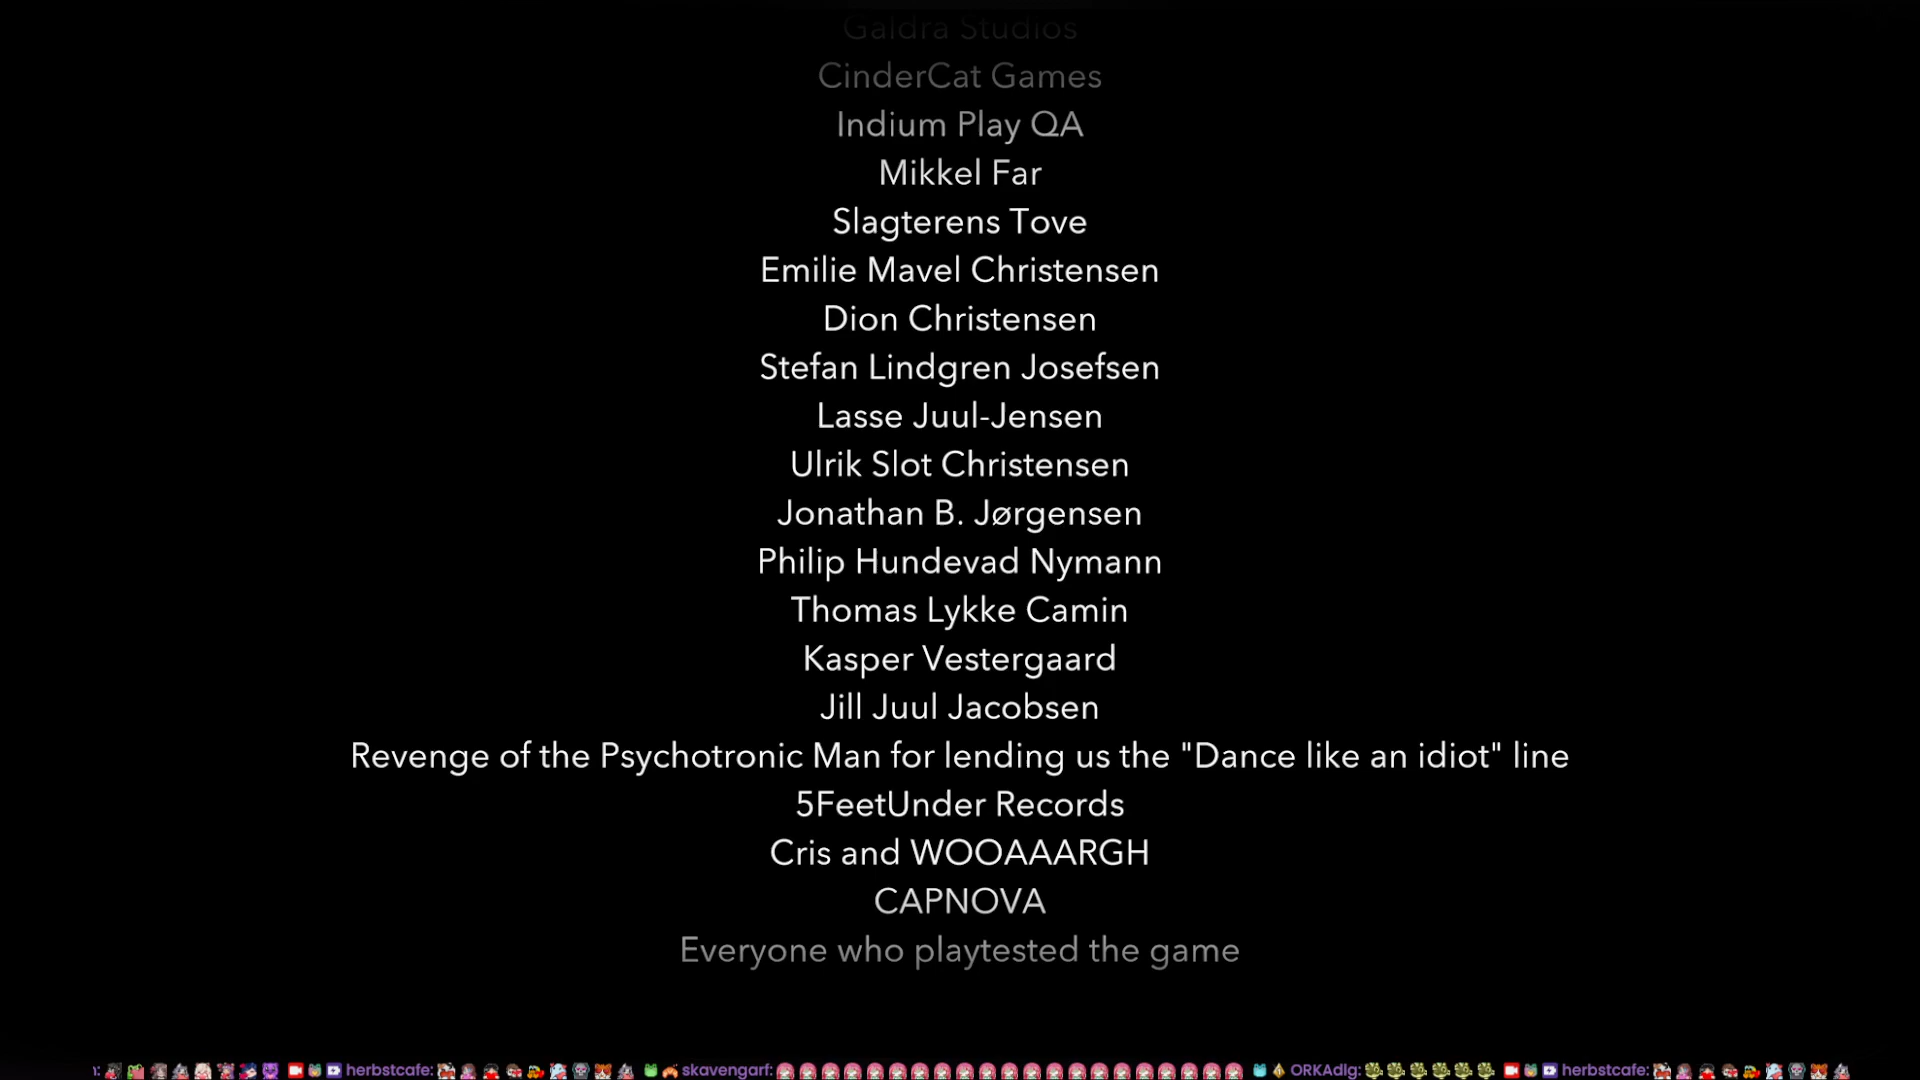 Galdra Studios
CinderCat Games
Indium Play QA
Mikkel Far
Slagterens Tove
Emilie Mavel Christensen
Dion Christensen
Stefan Lindgren Josefsen
Lasse Juul-Jensen
Ulrik Slot Christensen
Jonathan B. Jørgensen
Philip Hundevad Nymann
Thomas Lykke Camin
Kasper Vestergaard
Jill Juul Jacobsen
Revenge of the Psychotronic Man for lending us the "Dance like an idiot" line
5FeetUnder Records
Cris and WOOAAARGH
CAPNOVA
Everyone who playtested the game
herbstcafe: skavengarf: ORKAdlg: herbstcafe: